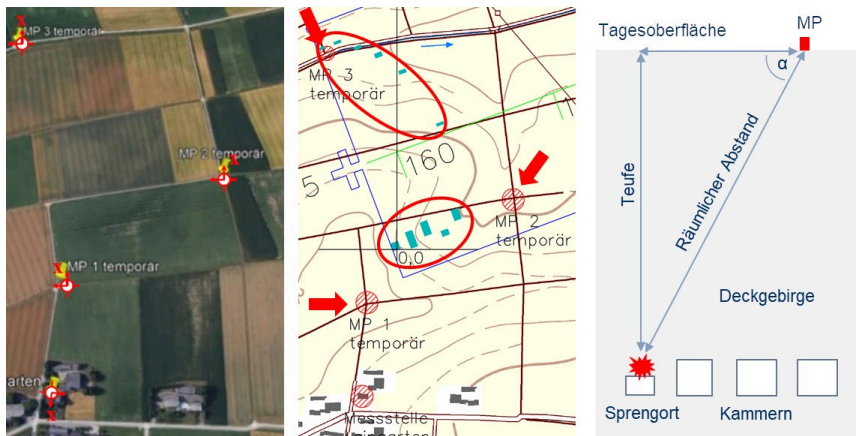 MP 3 temporär
MP 2 temporär
MP 1 temporär
arten
MP 3
temporär
160
5
MP 2
temporär
0,0
MP 1
temporär
Messstelle
Tagesoberfläche
MP
α
Teufe
Räumlicher Abstand
Deckgebirge
Sprengort
Kammern